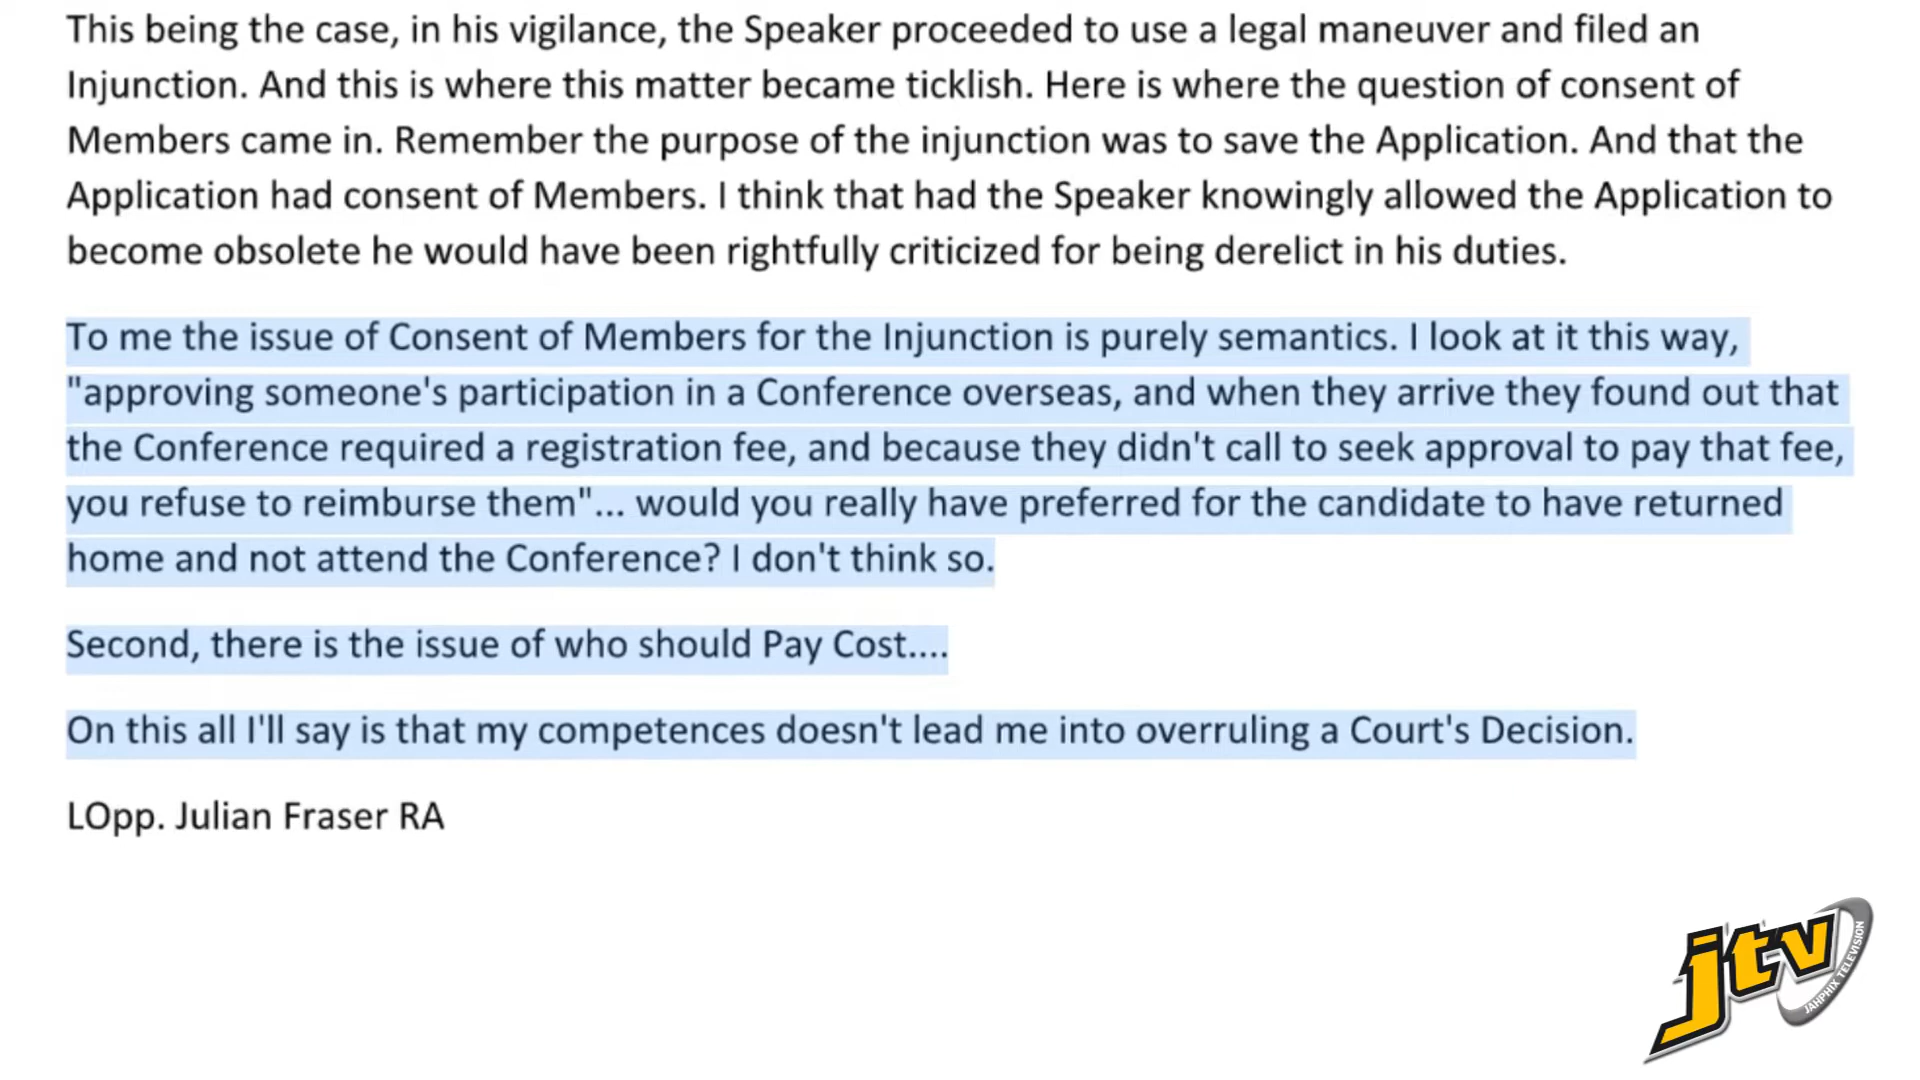 This being the case, in his vigilance, the Speaker proceeded to use a legal maneuver and filed an
Injunction. And this is where this matter became ticklish. Here is where the question of consent of
Members came in. Remember the purpose of the injunction was to save the Application. And that the
Application had consent of Members. I think that had the Speaker knowingly allowed the Application to
become obsolete he would have been rightfully criticized for being derelict in his duties.
To me the issue of Consent of Members for the Injunction is purely semantics. I look at it this way,
"approving someone's participation in a Conference overseas, and when they arrive they found out that
the Conference required a registration fee, and because they didn't call to seek approval to pay that fee,
you refuse to reimburse them"... would you really have preferred for the candidate to have returned
home and not attend the Conference? I don't think so.
Second, there is the issue of who should Pay Cost....
On this all I'll say is that my competences doesn't lead me into overruling a Court's Decision.
LOpp. Julian Fraser RA
jtv
JAHPHIX TELEVISION